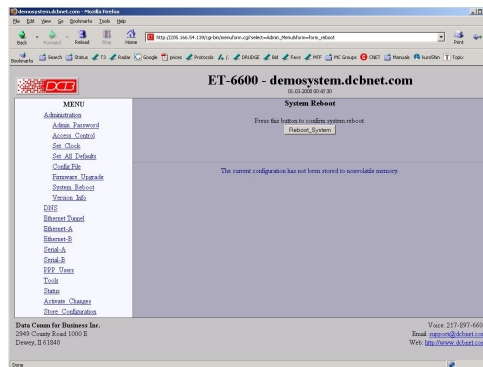 demosystem.dcbnet.com - Mozilla Firefox
File Edit View Go Bookmarks Tools Help
Back Forward Reload Stop Home http://205.166.54.139/cgi-bin/menuform.cgi?select=Admin_Menu&form=form_reboot Print
Bookmarks Search Status T3 Radar Google prices Protocols DRUDGE Bid Favs MTF MC Groups CNET Manuals Topix
DCB
ET-6600 - demosystem.dcbnet.com
01-03-2000 00:43:30
MENU
Administration
Admin Password
Access Control
Set Clock
Set All Defaults
Config File
Firmware Upgrade
System Reboot
Version Info
DNS
Ethernet Tunnel
Ethernet-A
Ethernet-B
Serial-A
Serial-B
PPP Users
Tools
Status
Activate Changes
Store Configuration
System Reboot
Press this button to confirm system reboot.
Reboot_System
The current configuration has not been stored to nonvolatile memory.
Data Comm for Business Inc.
2949 County Road 1000 E
Dewey, Il 61840
Voice: 217-897-660
Email: support@dcbnet.com
Web: http://www.dcbnet.com
Done